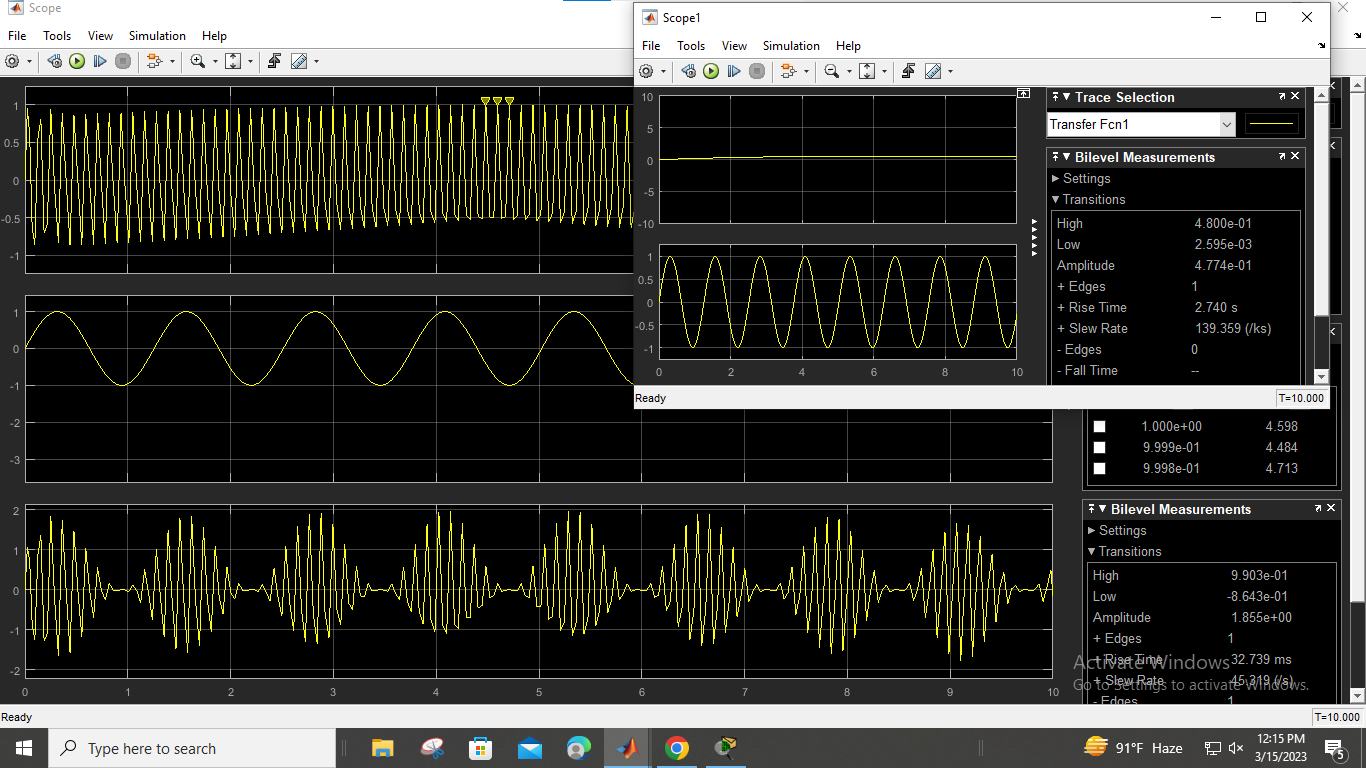 Scope
File Tools View Simulation Help
1
0.5
0
-0.5
-1
1
0
-1
-2
-3
2
1
0
-1
-2
0 1 2 3 4 5 6 7 8 9 10
Scope1
File Tools View Simulation Help
10
5
0
-5
-10
1
0.5
0
-0.5
-1
0 2 4 6 8 10
Trace Selection
Transfer Fcn1
Bilevel Measurements
Settings
Transitions
High 4.800e-01
Low 2.595e-03
Amplitude 4.774e-01
+ Edges 1
+ Rise Time 2.740 s
+ Slew Rate 139.359 (/ks)
- Edges 0
- Fall Time --
Ready T=10.000
1.000e+00 4.598
9.999e-01 4.484
9.998e-01 4.713
Bilevel Measurements
Settings
Transitions
High 9.903e-01
Low -8.643e-01
Amplitude 1.855e+00
+ Edges 1
+ Rise Time 32.739 ms
+ Slew Rate 45.319 (/s)
- Edges 1
Activate Windows
Go to Settings to activate Windows.
Ready T=10.000
Type here to search
91°F Haze
12:15 PM
3/15/2023
5